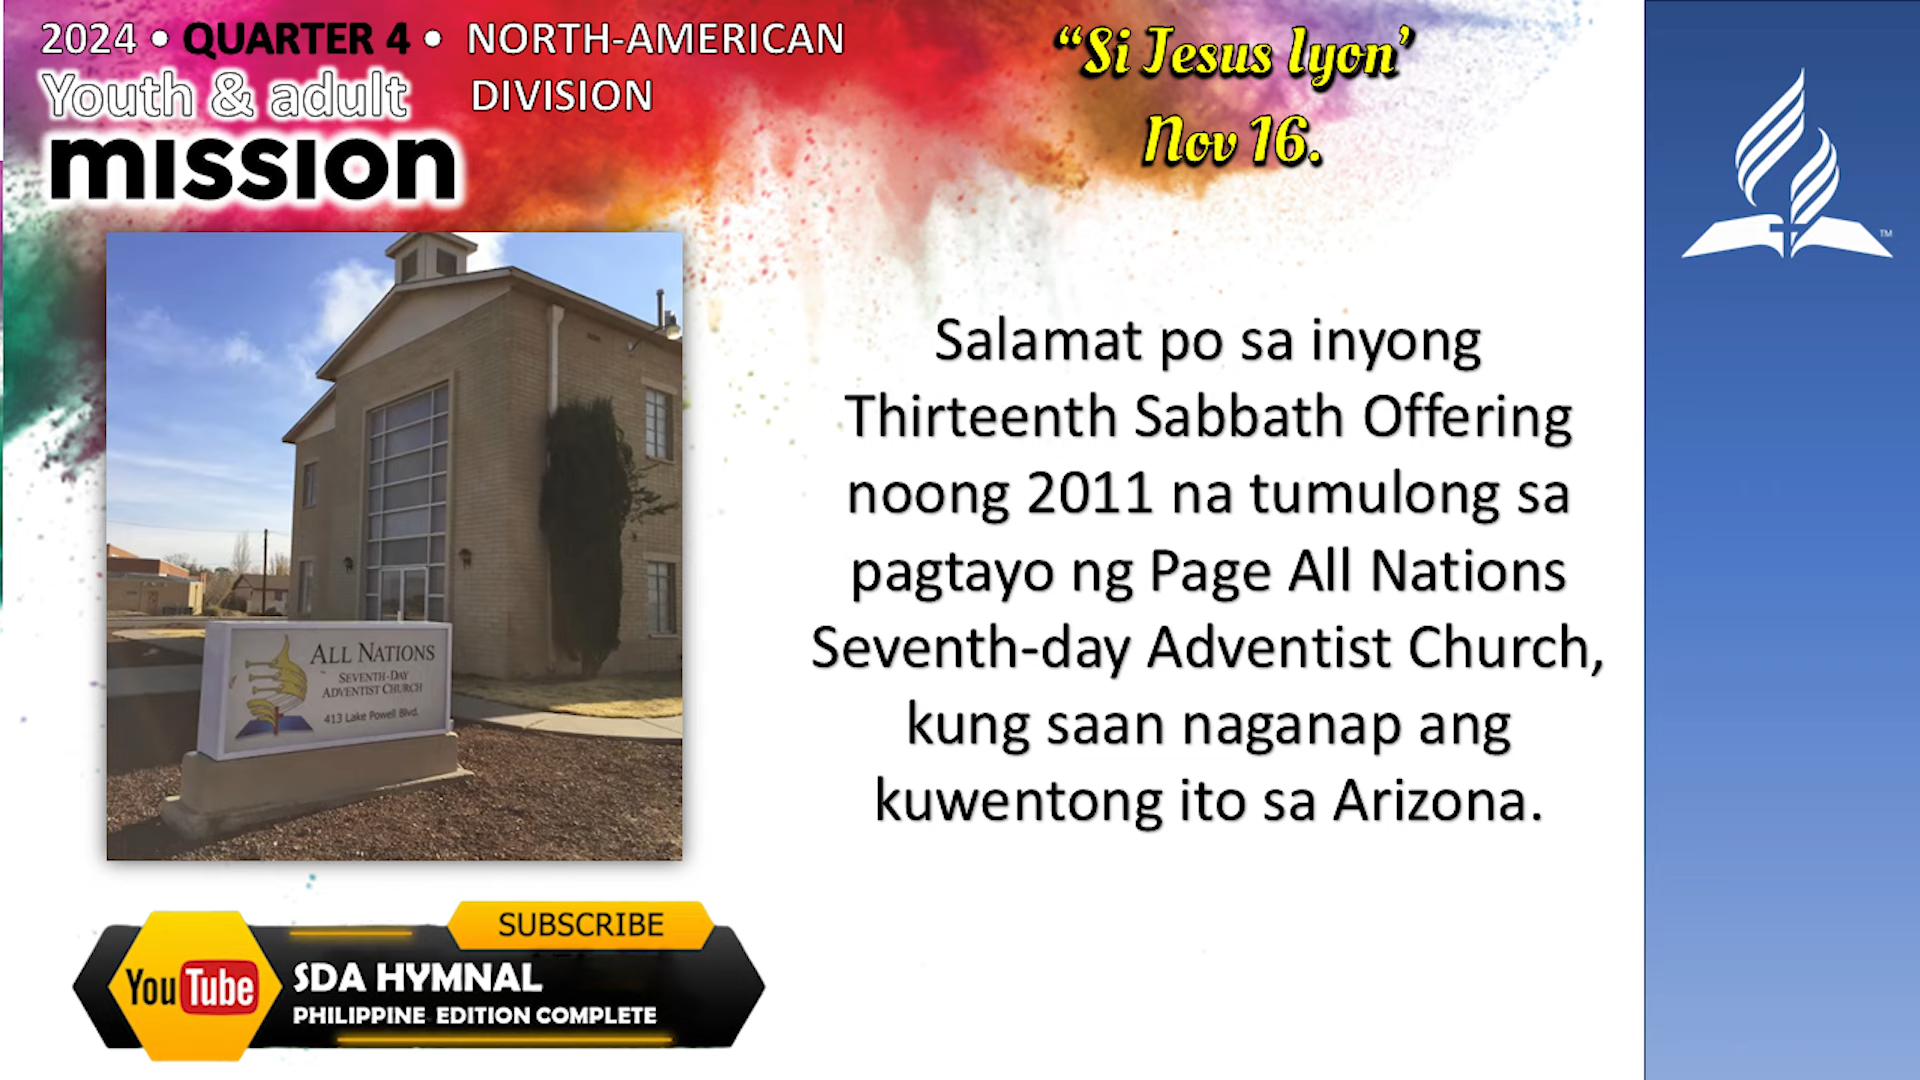 2024 • QUARTER 4 • NORTH-AMERICAN
DIVISION
Youth & adult
mission
“Si Jesus Iyon’
Nov 16.
TM
Salamat po sa inyong
Thirteenth Sabbath Offering
noong 2011 na tumulong sa
pagtayo ng Page All Nations
Seventh-day Adventist Church,
kung saan naganap ang
kuwentong ito sa Arizona.
ALL NATIONS
SEVENTH-DAY
ADVENTIST CHURCH
413 Lake Powell Blvd.
SUBSCRIBE
YouTube
SDA HYMNAL
PHILIPPINE EDITION COMPLETE